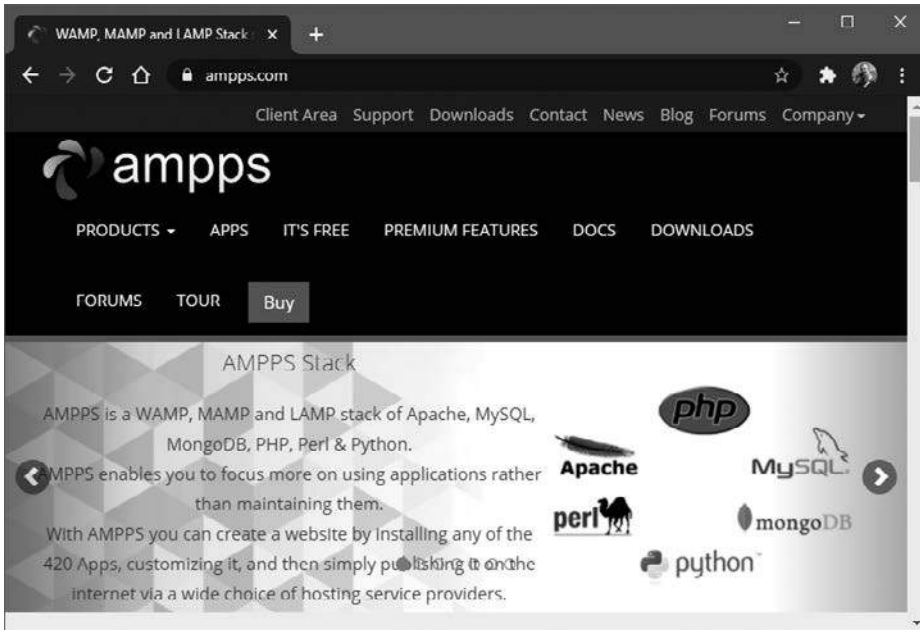 WAMP, MAMP and LAMP Stack :
ampps.com
Client Area Support Downloads Contact News Blog Forums Company
ampps
PRODUCTS APPS IT'S FREE PREMIUM FEATURES DOCS DOWNLOADS
FORUMS TOUR Buy
AMPPS Stack
AMPPS is a WAMP, MAMP and LAMP stack of Apache, MySQL,
MongoDB, PHP, Perl & Python.
AMPPS enables you to focus more on using applications rather
than maintaining them.
With AMPPS you can create a website by installing any of the
420 Apps, customizing it, and then simply publishing it on the
internet via a wide choice of hosting service providers.
php
Apache
MySQL
perl
mongoDB
python